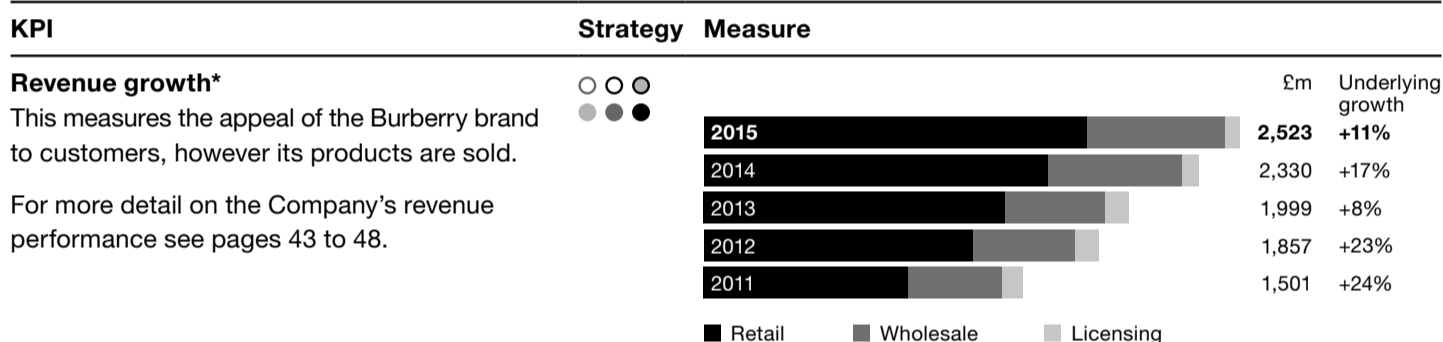 KPI Strategy Measure
Revenue growth*
This measures the appeal of the Burberry brand
to customers, however its products are sold.
For more detail on the Company’s revenue
performance see pages 43 to 48.
£m Underlying
growth
2015 2,523 +11%
2014 2,330 +17%
2013 1,999 +8%
2012 1,857 +23%
2011 1,501 +24%
Retail Wholesale Licensing